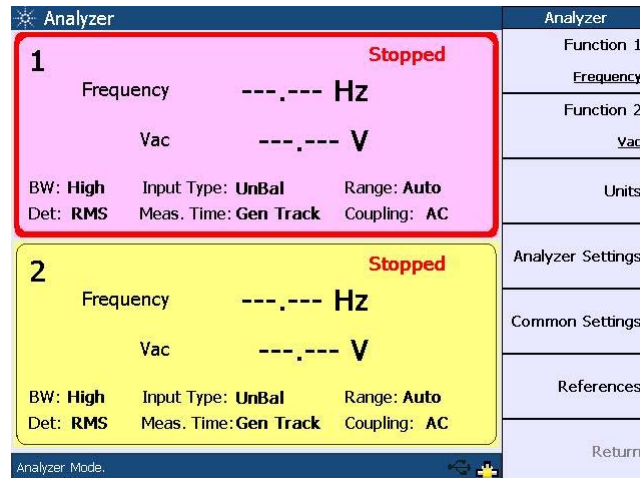 Analyzer
1
Stopped
Frequency ---.--- Hz
Vac ---.--- V
BW: High Input Type: UnBal Range: Auto
Det: RMS Meas. Time: Gen Track Coupling: AC
2
Stopped
Frequency ---.--- Hz
Vac ---.--- V
BW: High Input Type: UnBal Range: Auto
Det: RMS Meas. Time: Gen Track Coupling: AC
Analyzer Mode.
Analyzer
Function 1
Frequency
Function 2
Vac
Units
Analyzer Settings
Common Settings
References
Return